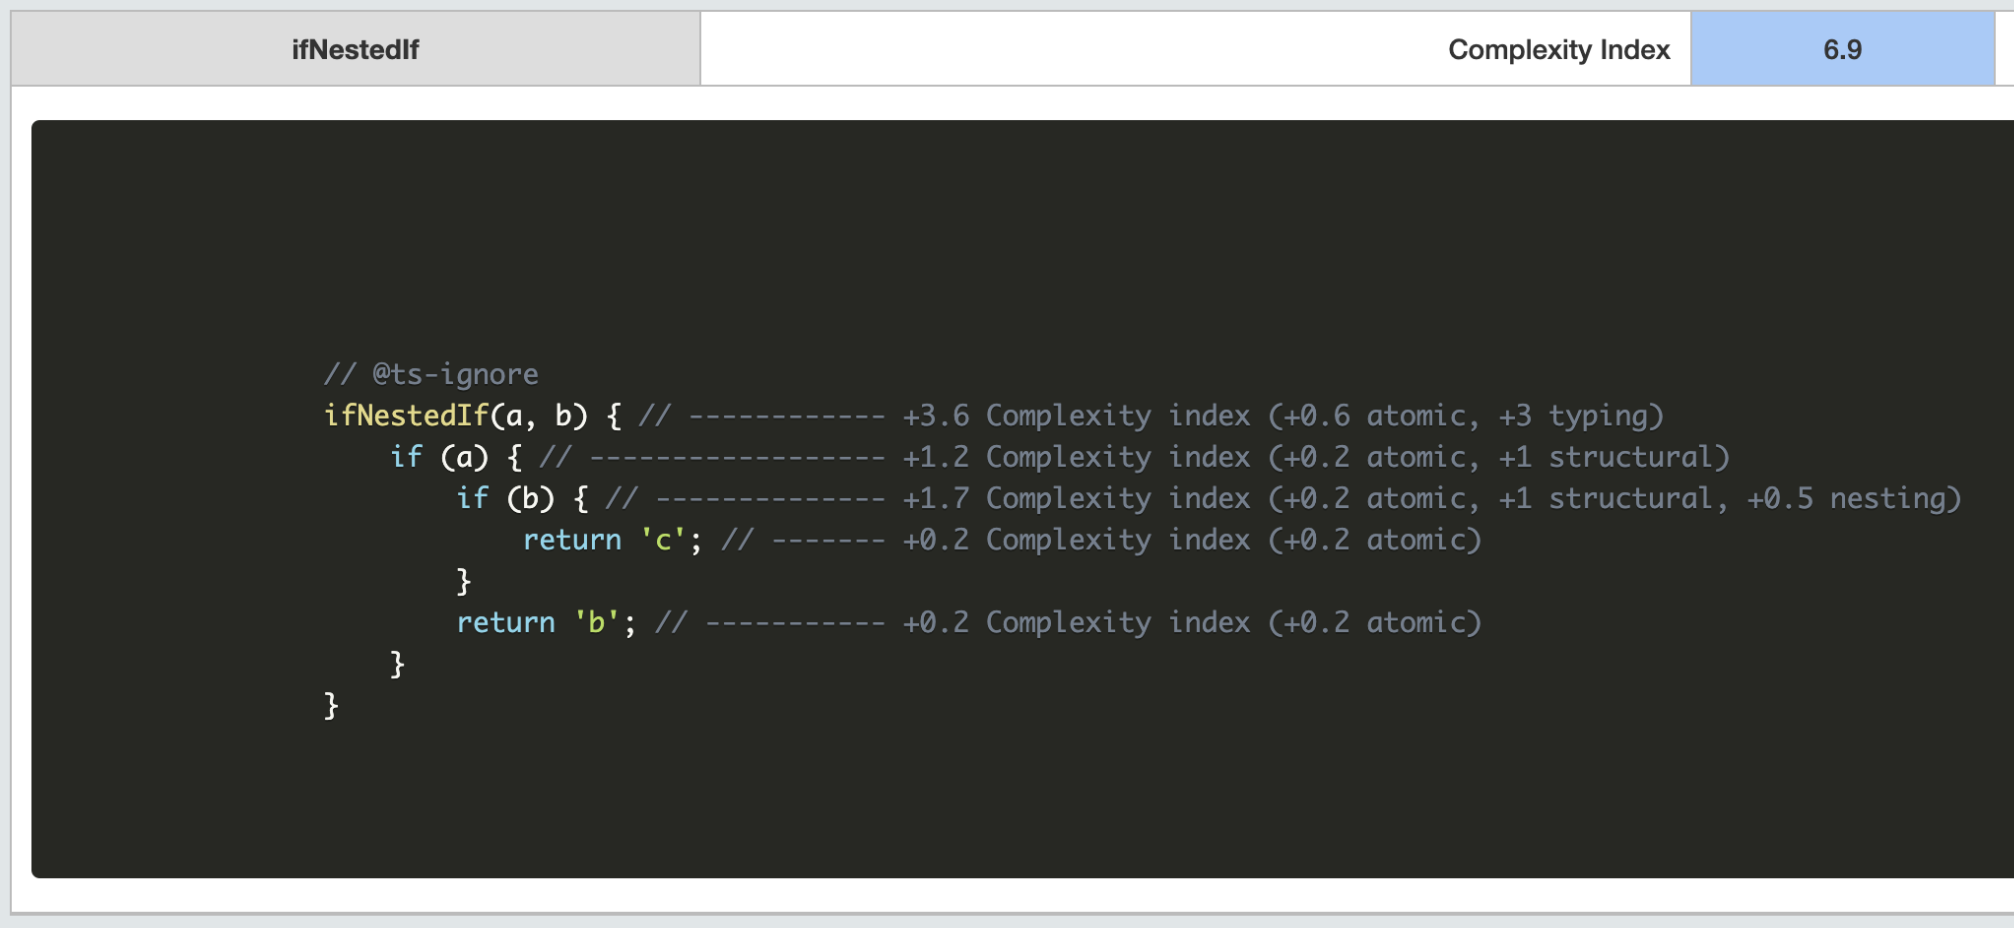 ifNestedIf
Complexity Index
6.9
// @ts-ignore
ifNestedIf(a, b) { // ------------ +3.6 Complexity index (+0.6 atomic, +3 typing)
if (a) { // ------------------ +1.2 Complexity index (+0.2 atomic, +1 structural)
if (b) { // -------------- +1.7 Complexity index (+0.2 atomic, +1 structural, +0.5 nesting)
return 'c'; // ------- +0.2 Complexity index (+0.2 atomic)
}
return 'b'; // ----------- +0.2 Complexity index (+0.2 atomic)
}
}